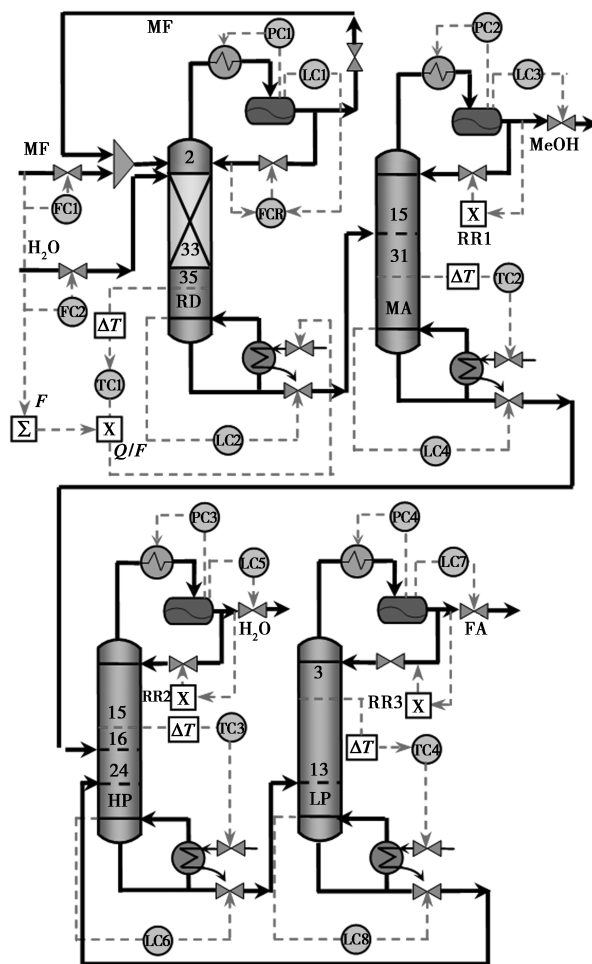 MF
PC1
LC1
PC2
LC3
MF
2
MeOH
FC1
FCR
15
X
RR1
H₂O
33
31
35
RD
FC2
ΔT
TC2
ΔT
MA
TC1
F
Σ
X
Q/F
LC2
LC4
PC3
PC4
LC5
LC7
H₂O
FA
3
RR2
X
RR3
X
15
ΔT
TC3
16
ΔT
TC4
24
13
HP
LP
LC6
LC8